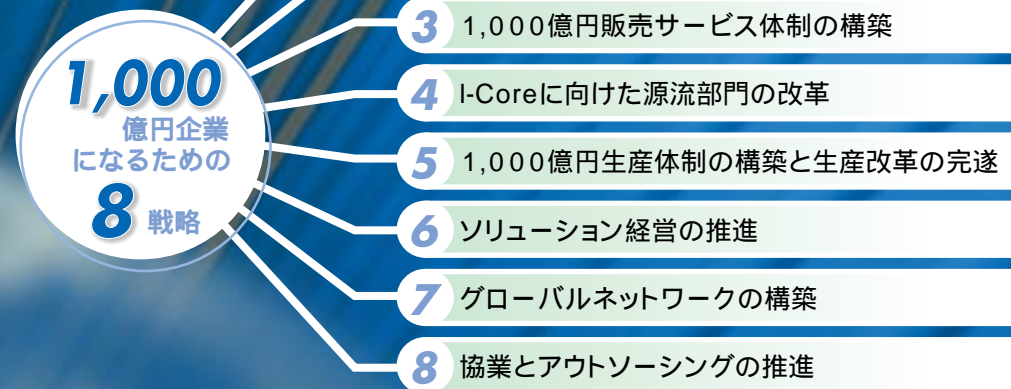 1,000
億円企業
になるための
8 戦略
3 1,000億円販売サービス体制の構築
4 I-Coreに向けた源流部門の改革
5 1,000億円生産体制の構築と生産改革の完遂
6 ソリューション経営の推進
7 グローバルネットワークの構築
8 協業とアウトソーシングの推進